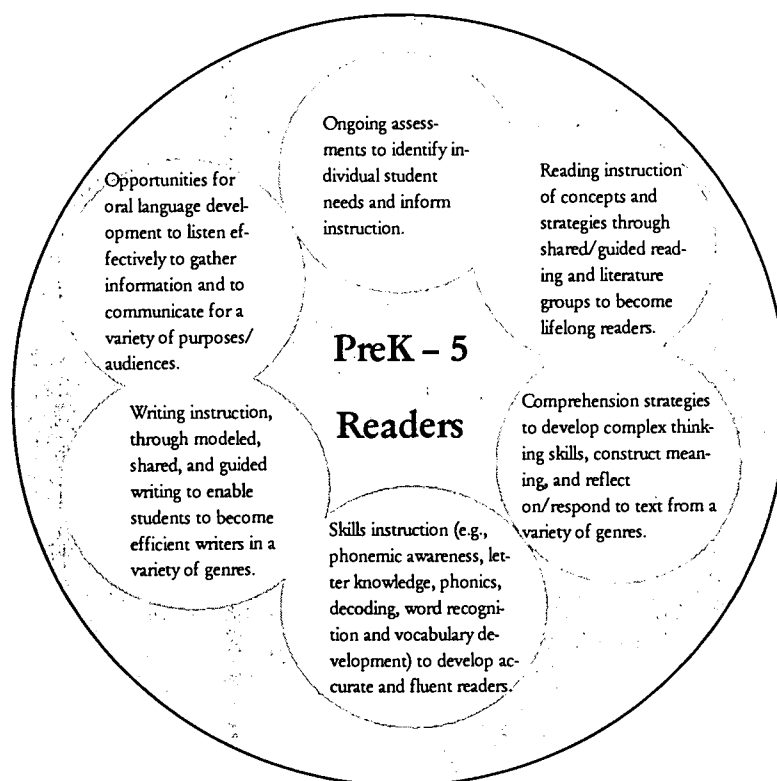 Ongoing assess-
ments to identify in-
dividual student
needs and inform
instruction.
Reading instruction
of concepts and
strategies through
shared/guided read-
ing and literature
groups to become
lifelong readers.
Comprehension strategies
to develop complex think-
ing skills, construct mean-
ing, and reflect
on/respond to text from a
variety of genres.
Skills instruction (e.g.,
phonemic awareness, let-
ter knowledge, phonics,
decoding, word recogni-
tion and vocabulary de-
velopment) to develop ac-
curate and fluent readers.
Writing instruction,
through modeled,
shared, and guided
writing to enable
students to become
efficient writers in a
variety of genres.
Opportunities for
oral language devel-
opment to listen ef-
fectively to gather
information and to
communicate for a
variety of purposes/
audiences.
PreK – 5
Readers